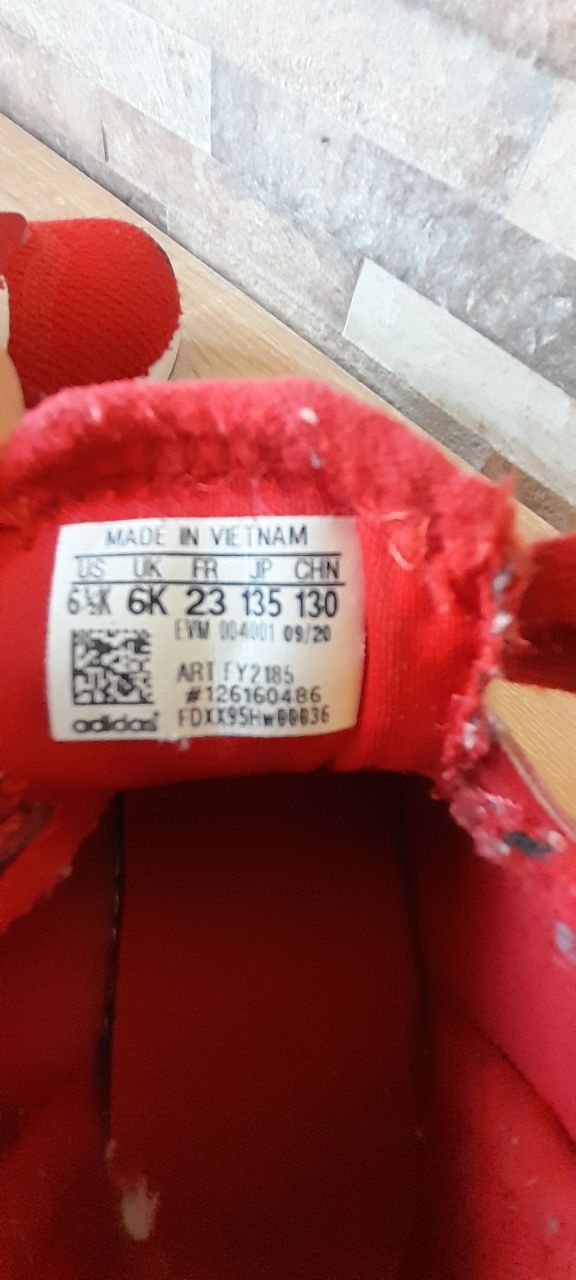 MADE IN VIETNAM
US UK FR JP CHN
6½K 6K 23 135 130
EVM 004001 09/20
ART FY2185
#126160486
FDXX95HW00036
adidas